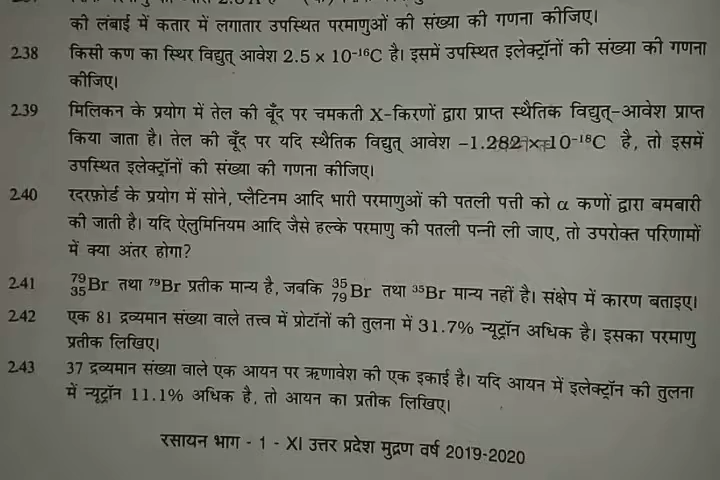 की लंबाई में कतार में लगातार उपस्थित परमाणुओं की संख्या की गणना कीजिए।
2.38 किसी कण का स्थिर विद्युत् आवेश 2.5 × 10⁻¹⁶C है। इसमें उपस्थित इलेक्ट्रॉनों की संख्या की गणना
कीजिए।
2.39 मिलिकन के प्रयोग में तेल की बूँद पर चमकती X-किरणों द्वारा प्राप्त स्थैतिक विद्युत्-आवेश प्राप्त
किया जाता है। तेल की बूँद पर यदि स्थैतिक विद्युत् आवेश –1.282 × 10⁻¹⁸C है, तो इसमें
उपस्थित इलेक्ट्रॉनों की संख्या की गणना कीजिए।
2.40 रदरफ़ोर्ड के प्रयोग में सोने, प्लैटिनम आदि भारी परमाणुओं की पतली पत्ती को α कणों द्वारा बमबारी
की जाती है। यदि ऐलुमिनियम आदि जैसे हल्के परमाणु की पतली पन्नी ली जाए, तो उपरोक्त परिणामों
में क्या अंतर होगा?
2.41 ⁷⁹₃₅Br तथा ⁷⁹Br प्रतीक मान्य है, जबकि ³⁵₇₉Br तथा ³⁵Br मान्य नहीं है। संक्षेप में कारण बताइए।
2.42 एक 81 द्रव्यमान संख्या वाले तत्त्व में प्रोटॉनों की तुलना में 31.7% न्यूट्रॉन अधिक है। इसका परमाणु
प्रतीक लिखिए।
2.43 37 द्रव्यमान संख्या वाले एक आयन पर ऋणावेश की एक इकाई है। यदि आयन में इलेक्ट्रॉन की तुलना
में न्यूट्रॉन 11.1% अधिक है, तो आयन का प्रतीक लिखिए।
रसायन भाग - 1 - XI उत्तर प्रदेश मुद्रण वर्ष 2019-2020